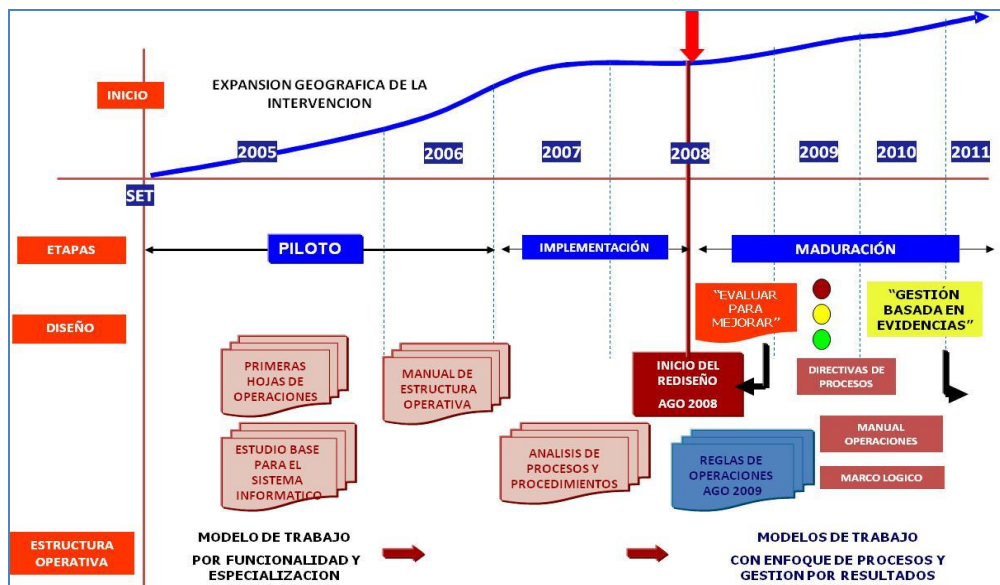 EXPANSION GEOGRAFICA DE LA
INTERVENCION
INICIO
2005
2006
2007
2008
2009
2010
2011
SET
ETAPAS
PILOTO
IMPLEMENTACIÓN
MADURACIÓN
DISEÑO
"EVALUAR
PARA
MEJORAR"
"GESTIÓN
BASADA EN
EVIDENCIAS"
PRIMERAS
HOJAS DE
OPERACIONES
MANUAL DE
ESTRUCTURA
OPERATIVA
INICIO DEL
REDISEÑO
AGO 2008
DIRECTIVAS DE
PROCESOS
ESTUDIO BASE
PARA EL
SISTEMA
INFORMATICO
ANALISIS DE
PROCESOS Y
PROCEDIMIENTOS
REGLAS DE
OPERACIONES
AGO 2009
MANUAL
OPERACIONES
MARCO LOGICO
ESTRUCTURA
OPERATIVA
MODELO DE TRABAJO
POR FUNCIONALIDAD Y
ESPECIALIZACION
MODELOS DE TRABAJO
CON ENFOQUE DE PROCESOS Y
GESTION POR RESULTADOS